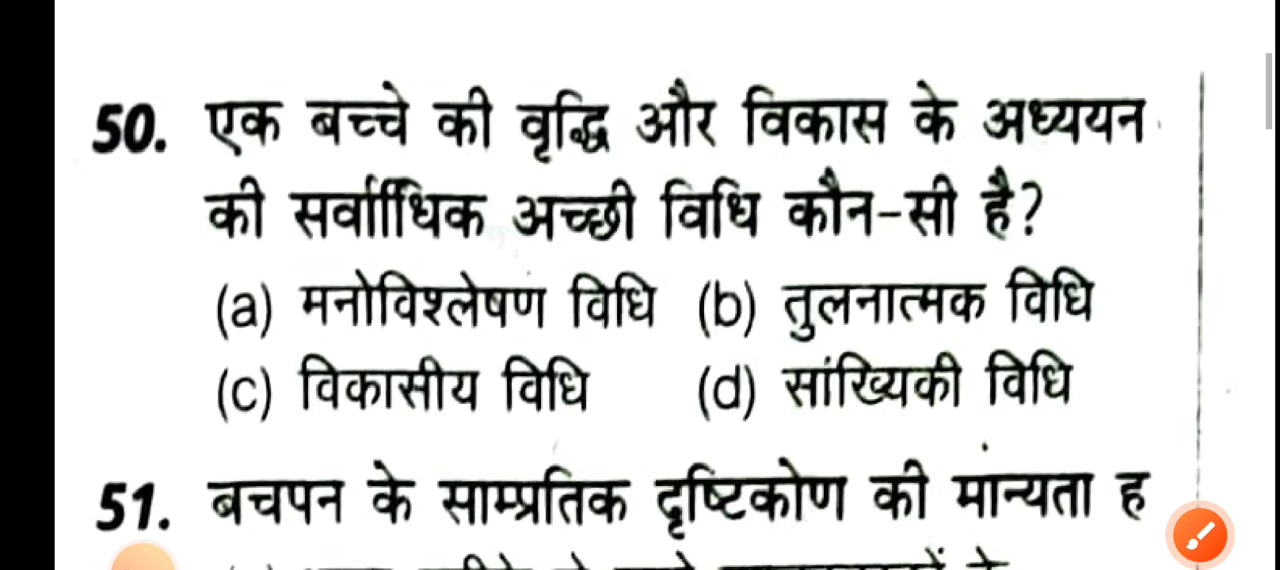 50. एक बच्चे की वृद्धि और विकास के अध्ययन
की सर्वाधिक अच्छी विधि कौन-सी है?
(a) मनोविश्लेषण विधि (b) तुलनात्मक विधि
(c) विकासीय विधि (d) सांख्यिकी विधि
51. बचपन के साम्प्रतिक दृष्टिकोण की मान्यता ह